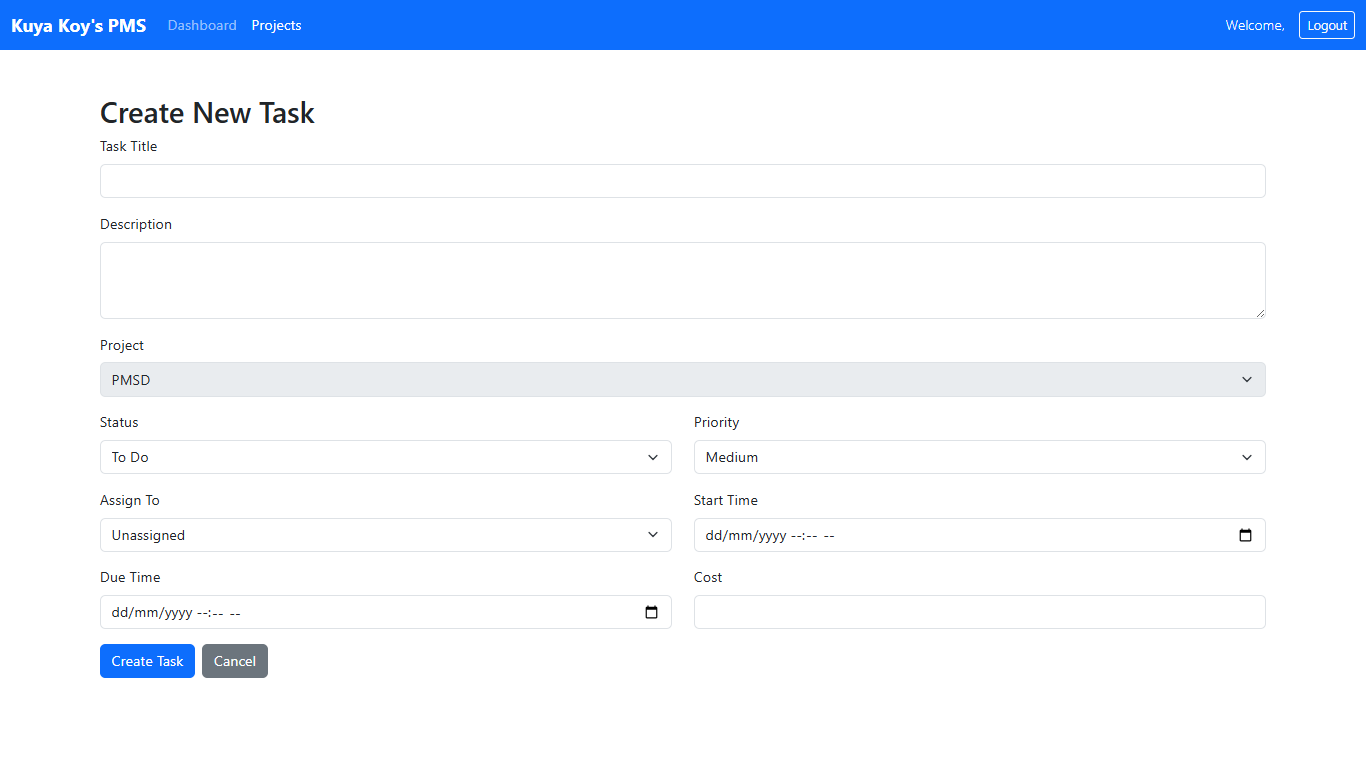 Kuya Koy's PMS Dashboard Projects Welcome, Logout
Create New Task
Task Title
Description
Project
PMSD
Status Priority
To Do Medium
Assign To Start Time
Unassigned dd/mm/yyyy --:-- --
Due Time Cost
dd/mm/yyyy --:-- --
Create Task Cancel